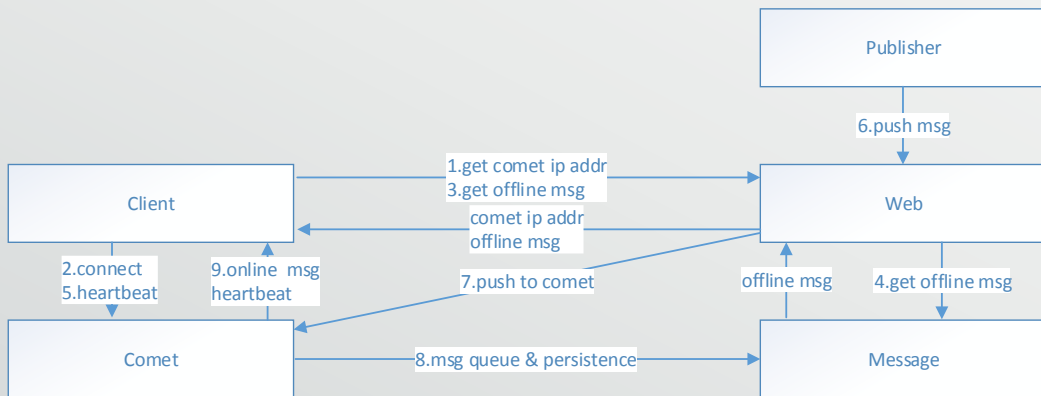 Publisher
6.push msg
1.get comet ip addr
3.get offline msg
Client
Web
comet ip addr
offline msg
2.connect
5.heartbeat
9.online msg
heartbeat
7.push to comet
offline msg
4.get offline msg
Comet
8.msg queue & persistence
Message